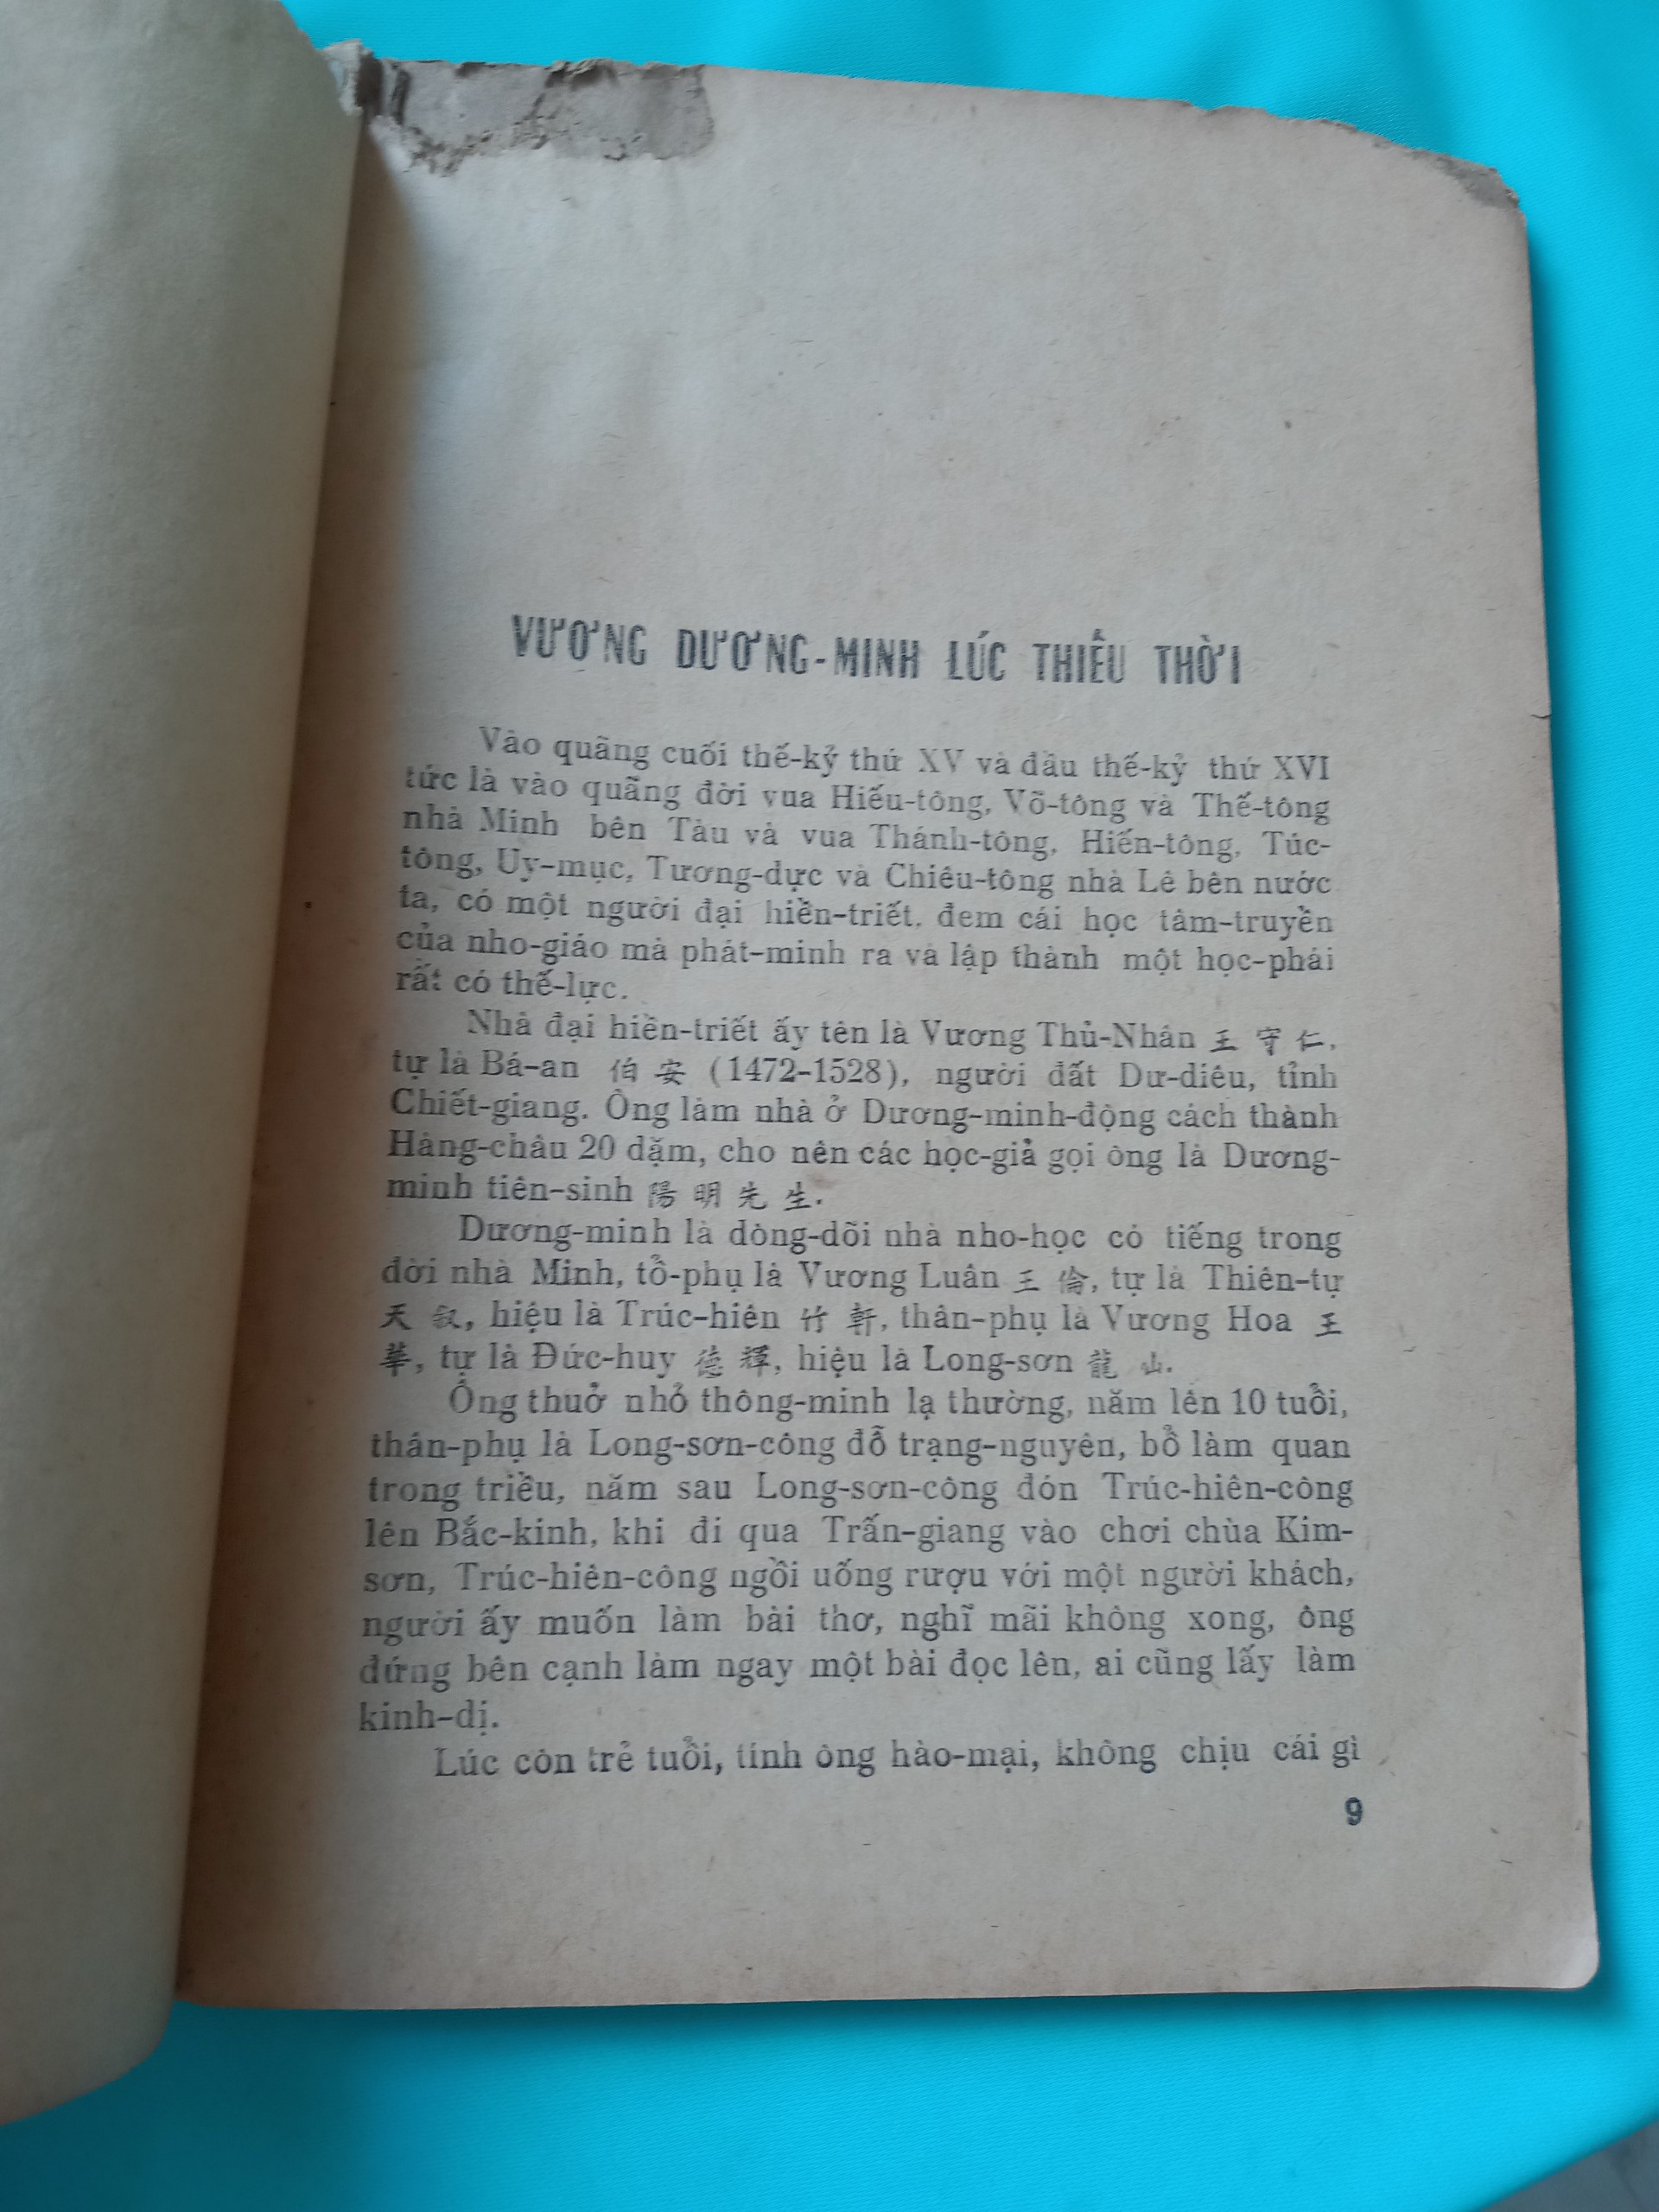 VƯƠNG DƯƠNG-MINH LÚC THIẾU THỜI
Vào quãng cuối thế-kỷ thứ XV và đầu thế-kỷ thứ XVI
tức là vào quãng đời vua Hiếu-tông, Võ-tông và Thế-tông
nhà Minh bên Tàu và vua Thánh-tông, Hiến-tông, Túc-
tông, Uy-mục, Tương-dực và Chiêu-tông nhà Lê bên nước
ta, có một người đại hiền-triết, đem cái học tâm-truyền
của nho-giáo mà phát-minh ra và lập thành một học-phái
rất có thế-lực.
Nhà đại hiền-triết ấy tên là Vương Thủ-Nhân 王守仁,
tự là Bá-an 伯安 (1472-1528), người đất Dư-diêu, tỉnh
Chiết-giang. Ông làm nhà ở Dương-minh-động cách thành
Hàng-châu 20 dặm, cho nên các học-giả gọi ông là Dương-
minh tiên-sinh 陽明先生.
Dương-minh là dòng-dõi nhà nho-học có tiếng trong
đời nhà Minh, tổ-phụ là Vương Luân 王倫, tự là Thiên-tự
天叙, hiệu là Trúc-hiên 竹軒, thân-phụ là Vương Hoa 王
華, tự là Đức-huy 德輝, hiệu là Long-sơn 龍山.
Ông thuở nhỏ thông-minh lạ thường, năm lên 10 tuổi,
thân-phụ là Long-sơn-công đỗ trạng-nguyên, bổ làm quan
trong triều, năm sau Long-sơn-công đón Trúc-hiên-công
lên Bắc-kinh, khi đi qua Trấn-giang vào chơi chùa Kim-
sơn, Trúc-hiên-công ngồi uống rượu với một người khách,
người ấy muốn làm bài thơ, nghĩ mãi không xong, ông
đứng bên cạnh làm ngay một bài đọc lên, ai cũng lấy làm
kinh-dị.
Lúc còn trẻ tuổi, tính ông hào-mại, không chịu cái gì
9